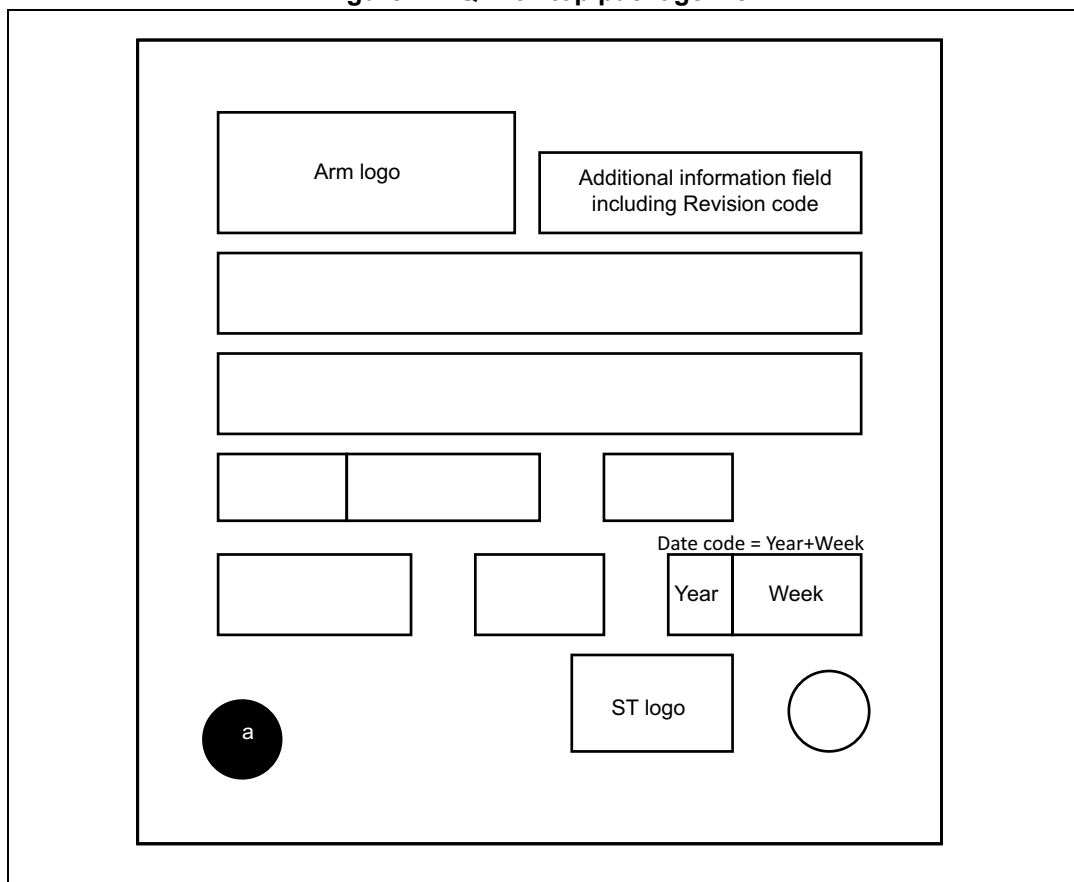 Arm logo
Additional information field
including Revision code
Date code = Year+Week
Year
Week
ST logo
a